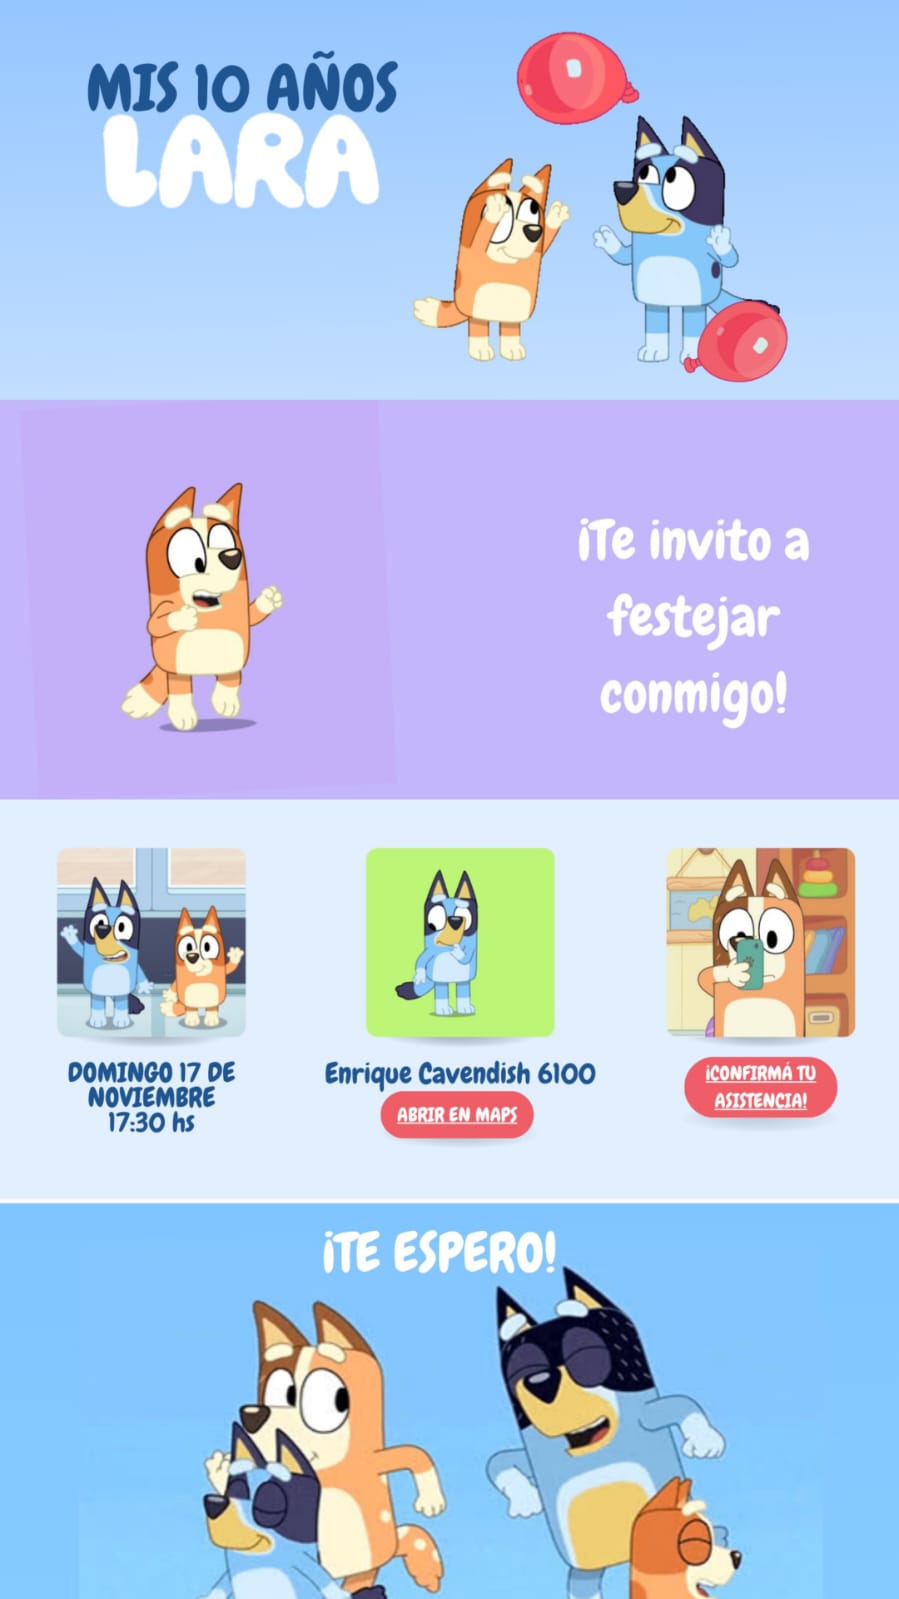 MIS 10 AÑOS
LARA
¡Te invito a
festejar
conmigo!
DOMINGO 17 DE
NOVIEMBRE
17:30 hs
Enrique Cavendish 6100
ABRIR EN MAPS
¡CONFIRMÁ TU
ASISTENCIA!
¡TE ESPERO!